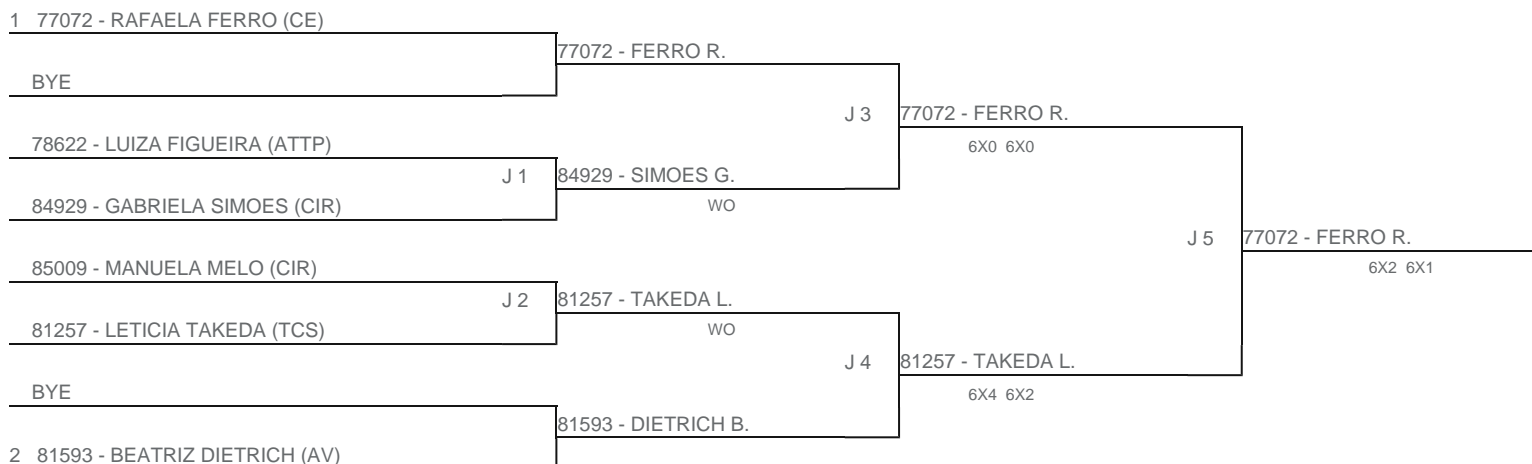 1 77072 - RAFAELA FERRO (CE)
77072 - FERRO R.
BYE
J 3
77072 - FERRO R.
78622 - LUIZA FIGUEIRA (ATTP)
6X0 6X0
J 1
84929 - SIMOES G.
84929 - GABRIELA SIMOES (CIR)
WO
J 5
77072 - FERRO R.
85009 - MANUELA MELO (CIR)
6X2 6X1
J 2
81257 - TAKEDA L.
81257 - LETICIA TAKEDA (TCS)
WO
J 4
81257 - TAKEDA L.
BYE
6X4 6X2
81593 - DIETRICH B.
2 81593 - BEATRIZ DIETRICH (AV)